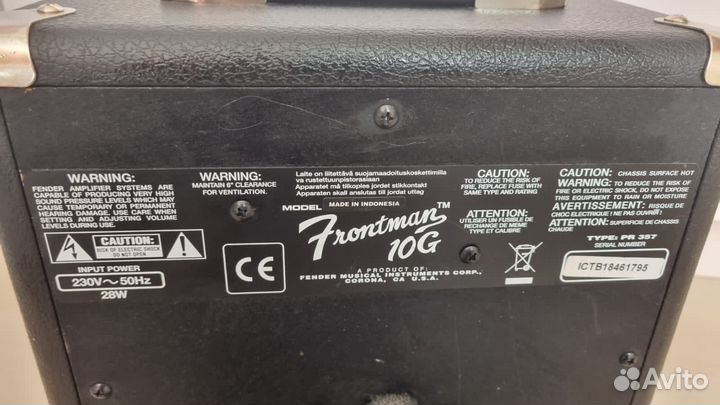 WARNING:
FENDER AMPLIFIER SYSTEMS ARE
CAPABLE OF PRODUCING VERY HIGH
SOUND PRESSURE LEVELS WHICH MAY
CAUSE TEMPORARY OR PERMANENT
HEARING DAMAGE. USE CARE WHEN
SETTING AND ADJUSTING VOLUME
LEVELS DURING USE.
CAUTION:
RISK OF ELECTRIC SHOCK
DO NOT OPEN
INPUT POWER
230V~50Hz
28W
WARNING:
MAINTAIN 6" CLEARANCE
FOR VENTILATION.
CE
Laite on liitettävä suojamaadoituskoskettimilla
va rustettuunpistorasiaan
Apparatet må tilkoples jordet stikkontakt
Apparaten skall anslutas till jordat uttag
MODEL MADE IN INDONESIA
Frontman™
10G
A PRODUCT OF:
FENDER MUSICAL INSTRUMENTS CORP.,
CORONA, CA U.S.A.
CAUTION:
TO REDUCE THE RISK OF
FIRE, REPLACE FUSE WITH
SAME TYPE AND RATING
ATTENTION:
UTILISER UN FUSIBLE
DE RECHANGE DE MEME
TYPE ET CALIBRE
CAUTION: CHASSIS SURFACE HOT
WARNING: TO REDUCE THE RISK OF
FIRE OR ELECTRIC SHOCK, DO NOT EXPOSE
THIS EQUIPMENT TO RAIN OR MOISTURE
AVERTISSEMENT: RISQUE DE
CHOC ELECTRIQUE! NE PAS OUVRIR!
ATTENTION: SUPERFICIE DE CHASSIS
CHAUDE
TYPE: PR 357
SERIAL NUMBER
ICTB18461795
Avito